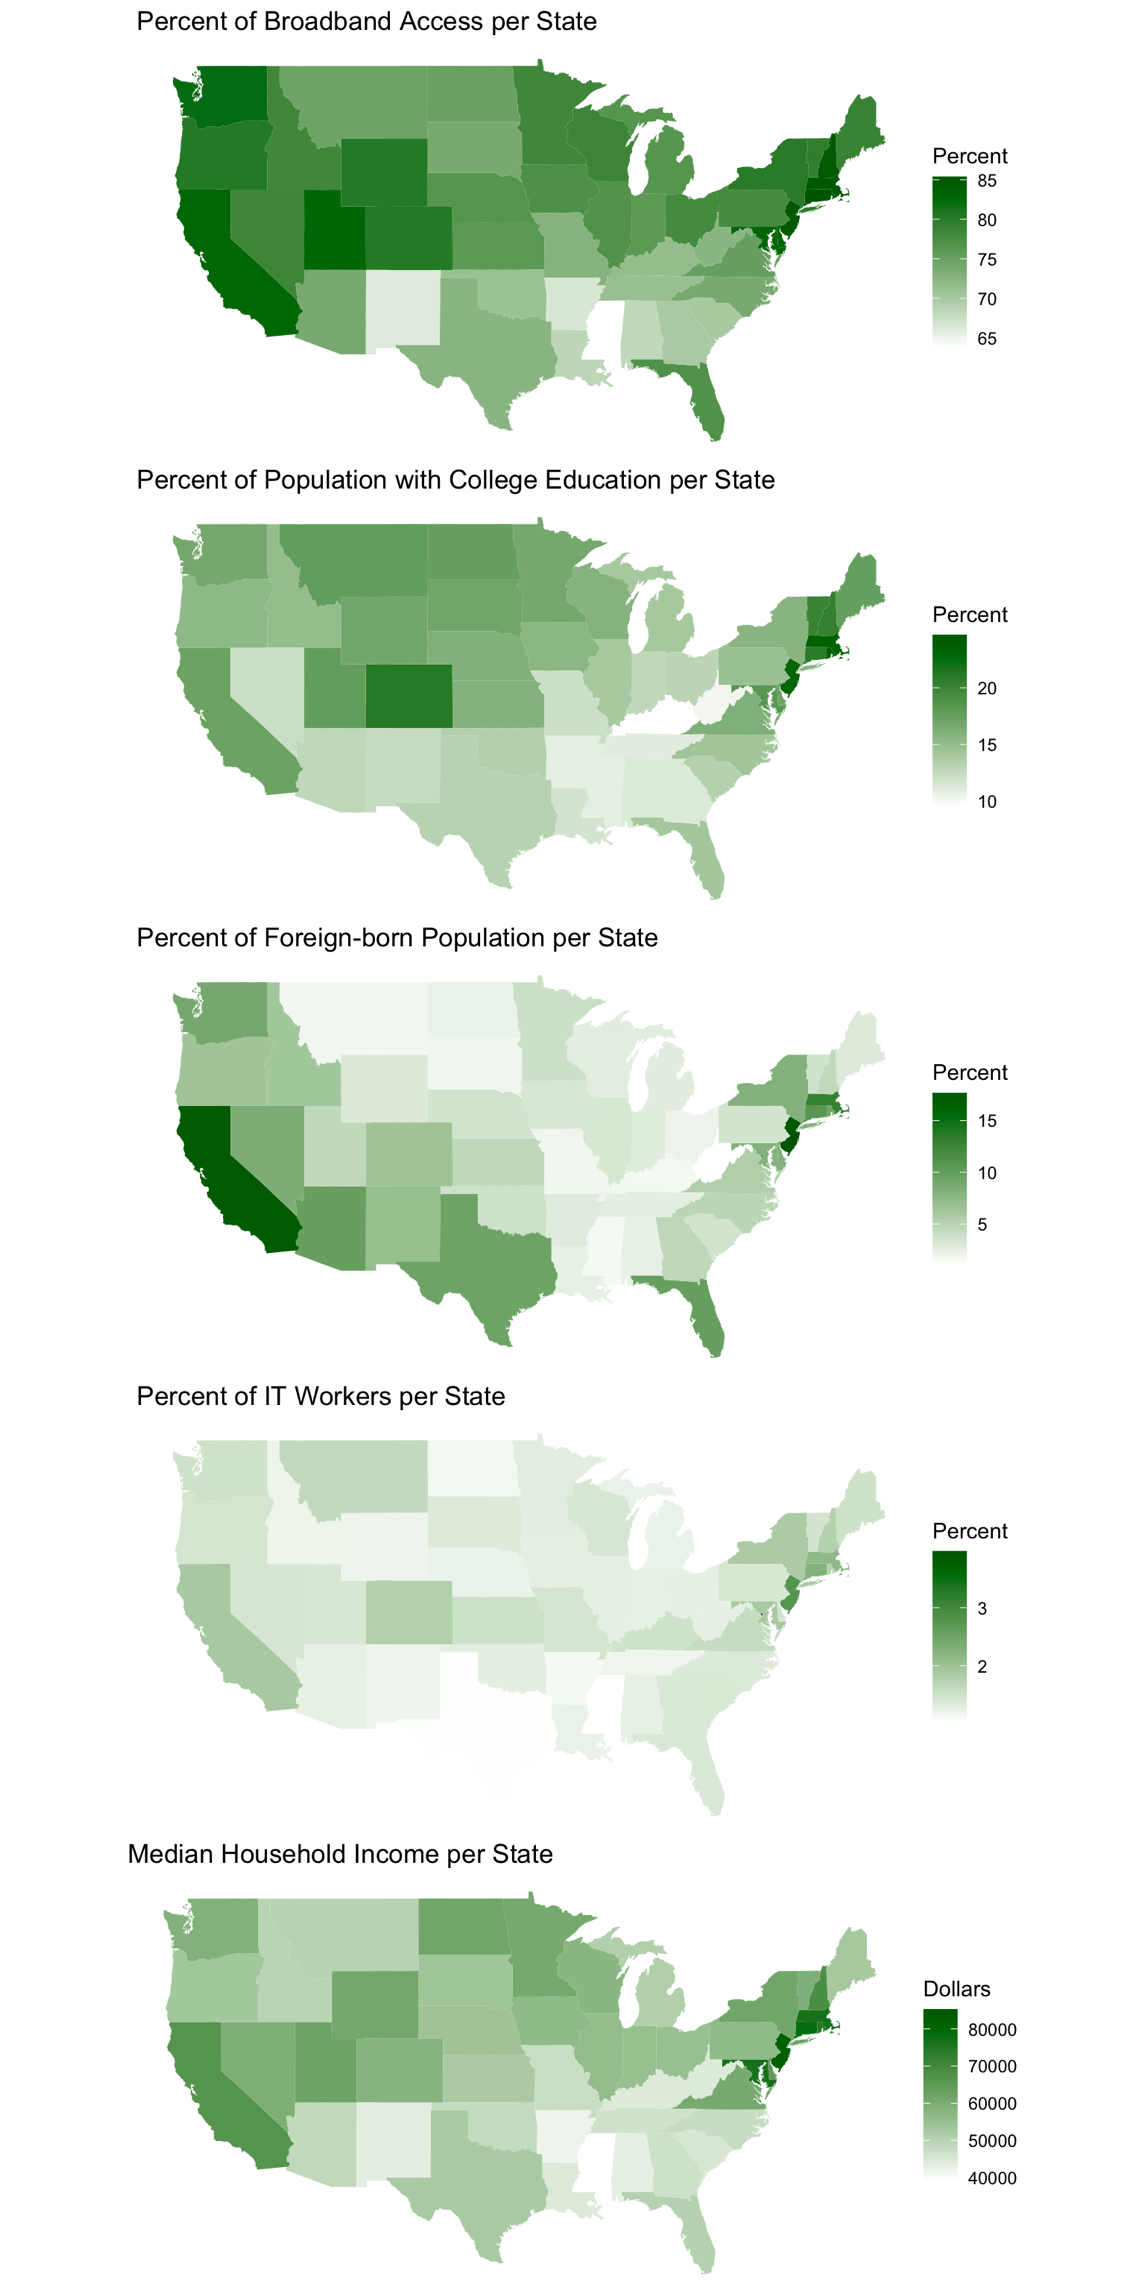 Percent of Broadband Access per State
Percent
85
80
75
70
65
Percent of Population with College Education per State
Percent
20
15
10
Percent of Foreign-born Population per State
Percent
15
10
5
Percent of IT Workers per State
Percent
3
2
Median Household Income per State
Dollars
80000
70000
60000
50000
40000